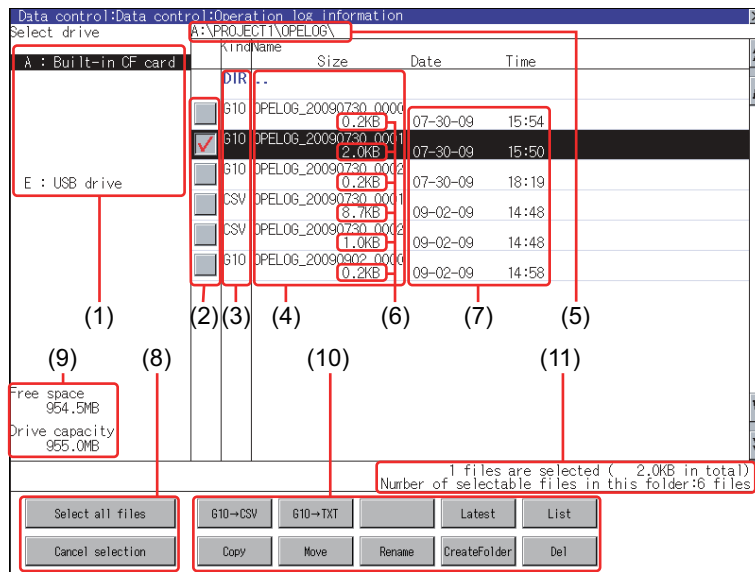 Data control:Data control:Operation log information
Select drive A:\PROJECT1\OPELOG\
Kind Name
Size Date Time
A : Built-in CF card
DIR ..
G10 OPELOG_20090730_0000
0.2KB 07-30-09 15:54
G10 OPELOG_20090730_0001
2.0KB 07-30-09 15:50
G10 OPELOG_20090730_0002
0.2KB 07-30-09 18:19
E : USB drive
CSV OPELOG_20090730_0001
8.7KB 09-02-09 14:48
CSV OPELOG_20090730_0002
1.0KB 09-02-09 14:48
G10 OPELOG_20090902_0000
0.2KB 09-02-09 14:58
(1) (2) (3) (4) (6) (7) (5)
(9) (8) (10) (11)
Free space
954.5MB
Drive capacity
955.0MB
1 files are selected ( 2.0KB in total)
Number of selectable files in this folder:6 files
Select all files G10→CSV G10→TXT Latest List
Cancel selection Copy Move Rename CreateFolder Del